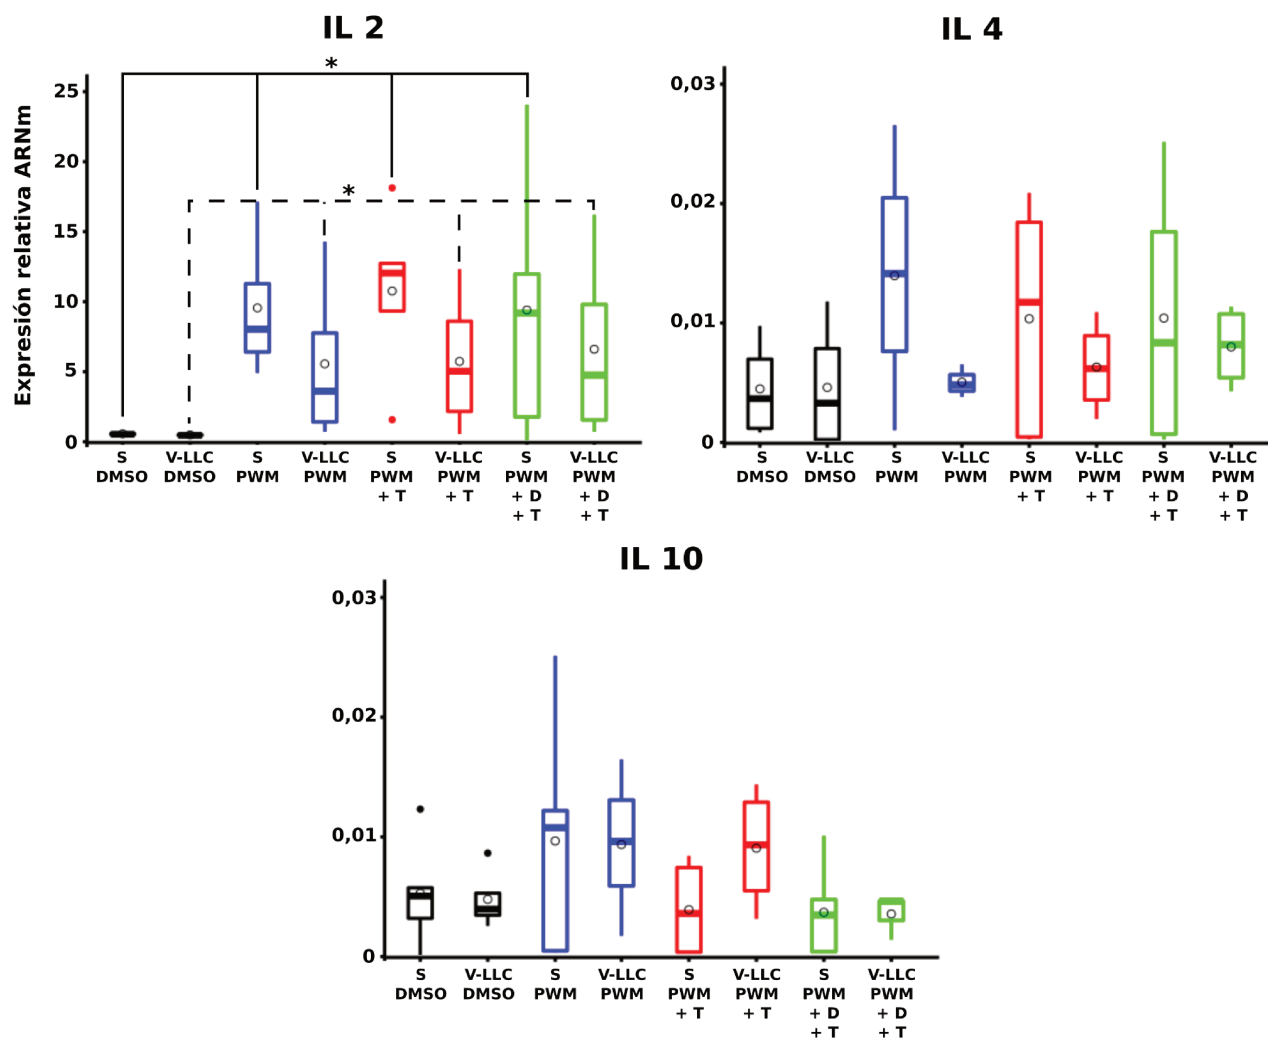 IL 2
*
*
Expresión relativa ARNm
25
20
15
10
5
0
S DMSO
V-LLC DMSO
S PWM
V-LLC PWM
S PWM + T
V-LLC PWM + T
S PWM + D + T
V-LLC PWM + D + T
IL 4
0,03
0,02
0,01
0
S DMSO
V-LLC DMSO
S PWM
V-LLC PWM
S PWM + T
V-LLC PWM + T
S PWM + D + T
V-LLC PWM + D + T
IL 10
0,03
0,02
0,01
0
S DMSO
V-LLC DMSO
S PWM
V-LLC PWM
S PWM + T
V-LLC PWM + T
S PWM + D + T
V-LLC PWM + D + T